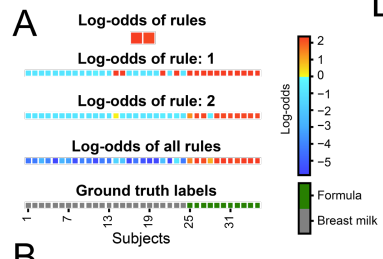 A
Log-odds of rules
Log-odds of rule: 1
Log-odds of rule: 2
Log-odds of all rules
Ground truth labels
1
7
13
19
25
31
Subjects
Log-odds
2
1
0
−1
−2
−3
−4
−5
Formula
Breast milk